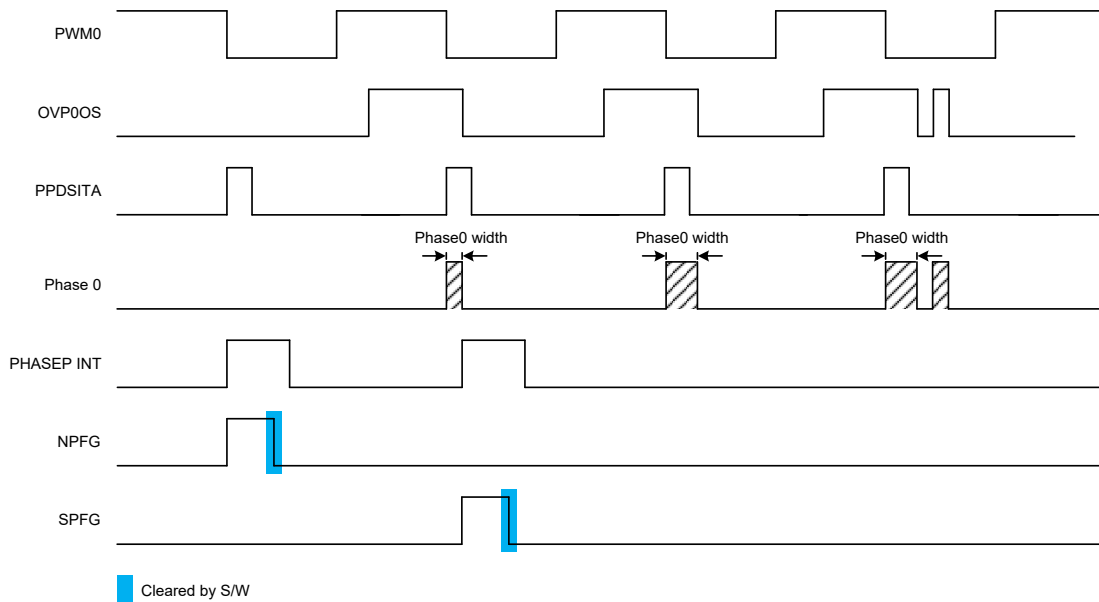 PWM0
OVP0OS
PPDSITA
Phase0 width
Phase0 width
Phase0 width
Phase 0
PHASEP INT
NPFG
SPFG
Cleared by S/W